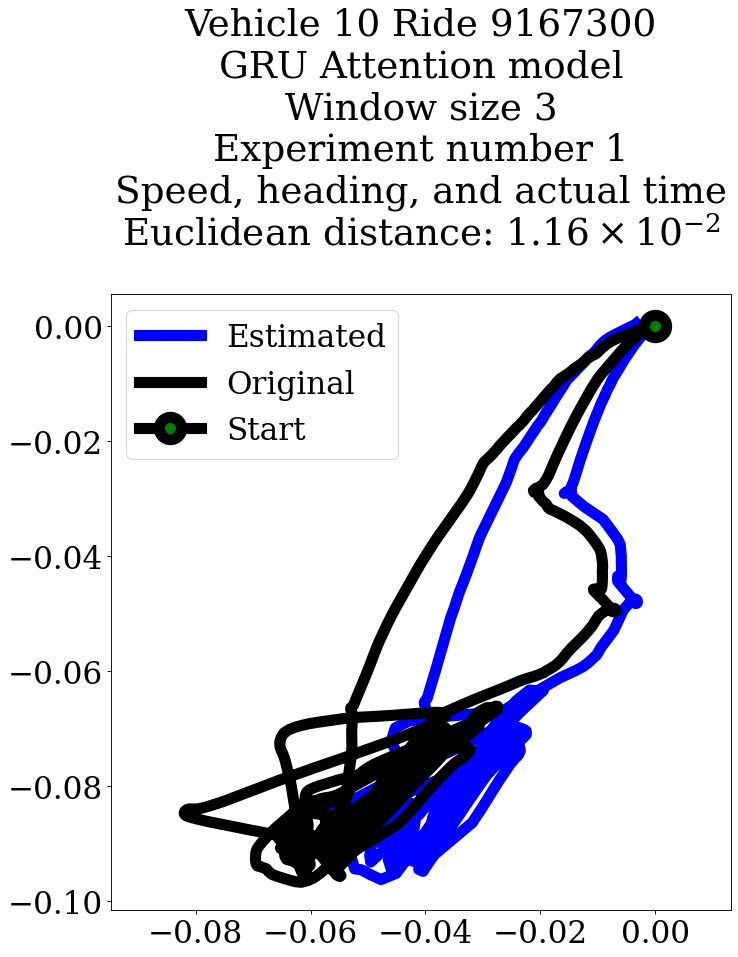 Vehicle 10 Ride 9167300
GRU Attention model
Window size 3
Experiment number 1
Speed, heading, and actual time
Euclidean distance: 1.16 × 10⁻²
Estimated
Original
Start
0.00
−0.02
−0.04
−0.06
−0.08
−0.10
−0.08 −0.06 −0.04 −0.02 0.00